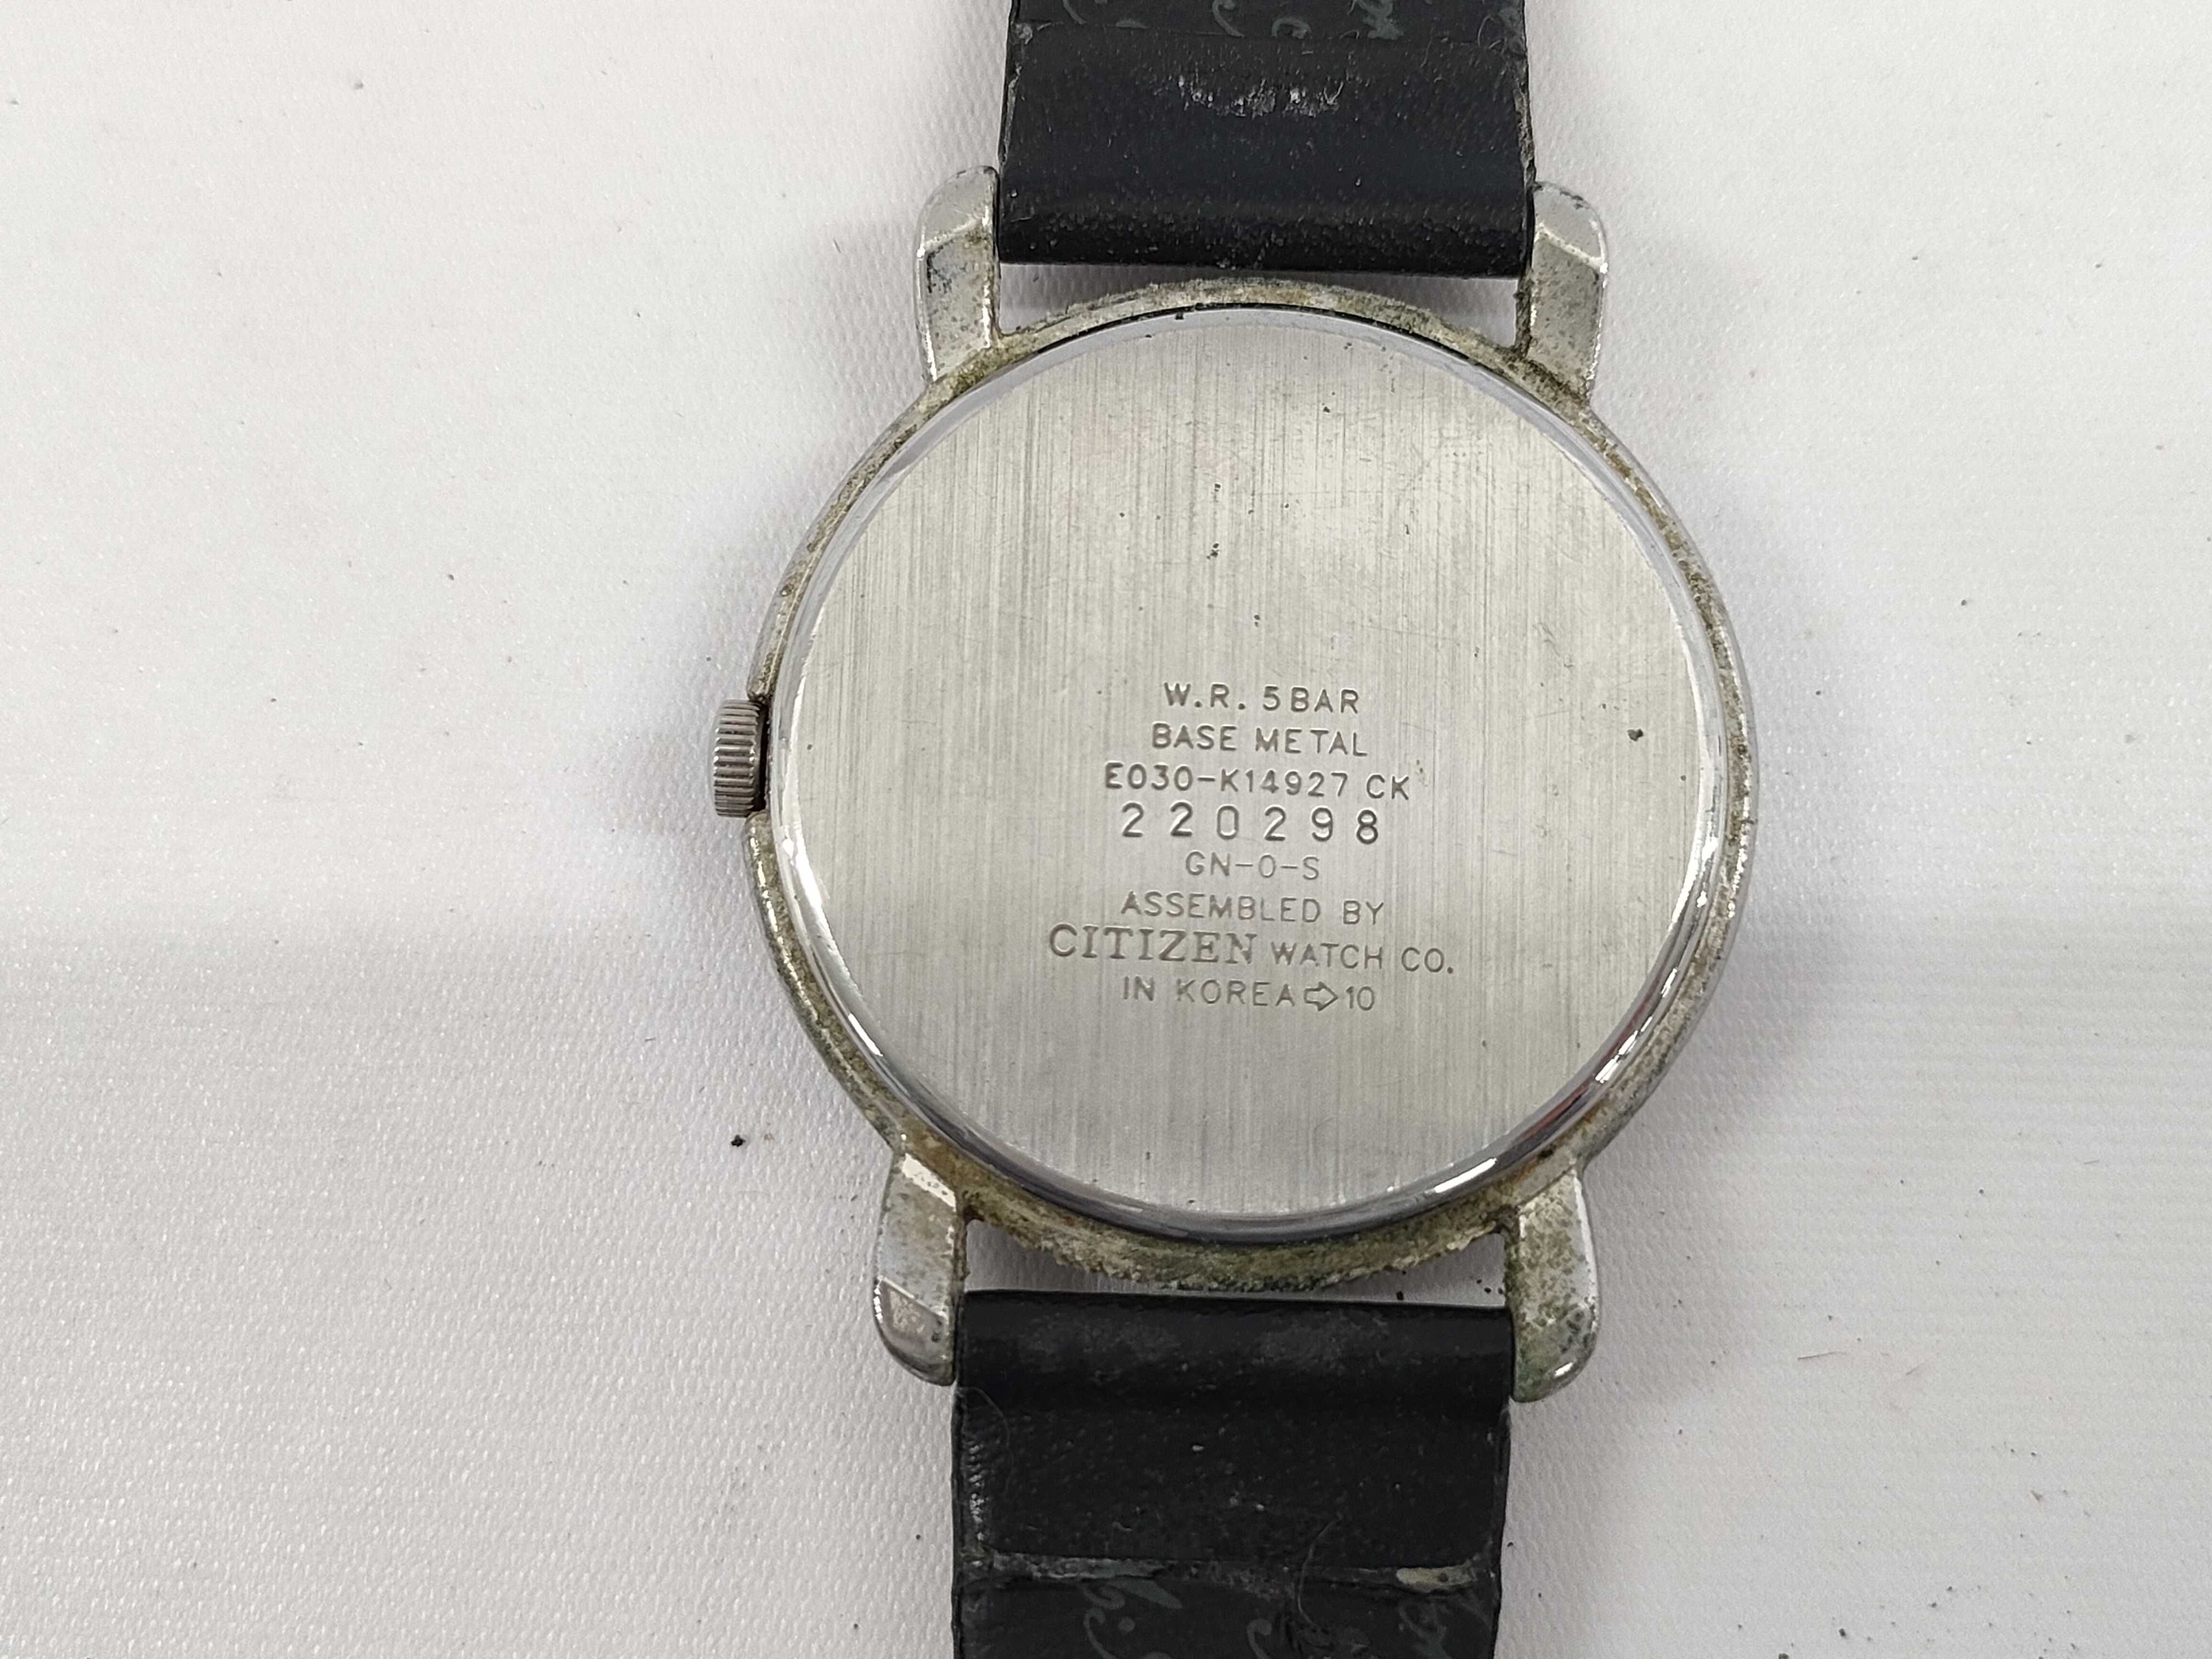 W.R. 5BAR
BASE METAL
E030-K14927 CK
220298
GN-0-S
ASSEMBLED BY
CITIZEN WATCH CO.
IN KOREA⇨10